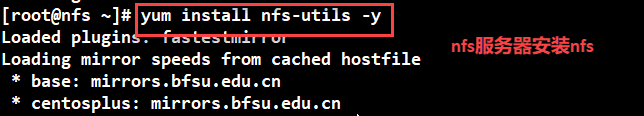 [root@nfs ~]# yum install nfs-utils -y
Loaded plugins: fastestmirror
Loading mirror speeds from cached hostfile
nfs服务器安装nfs
 * base: mirrors.bfsu.edu.cn
 * centosplus: mirrors.bfsu.edu.cn